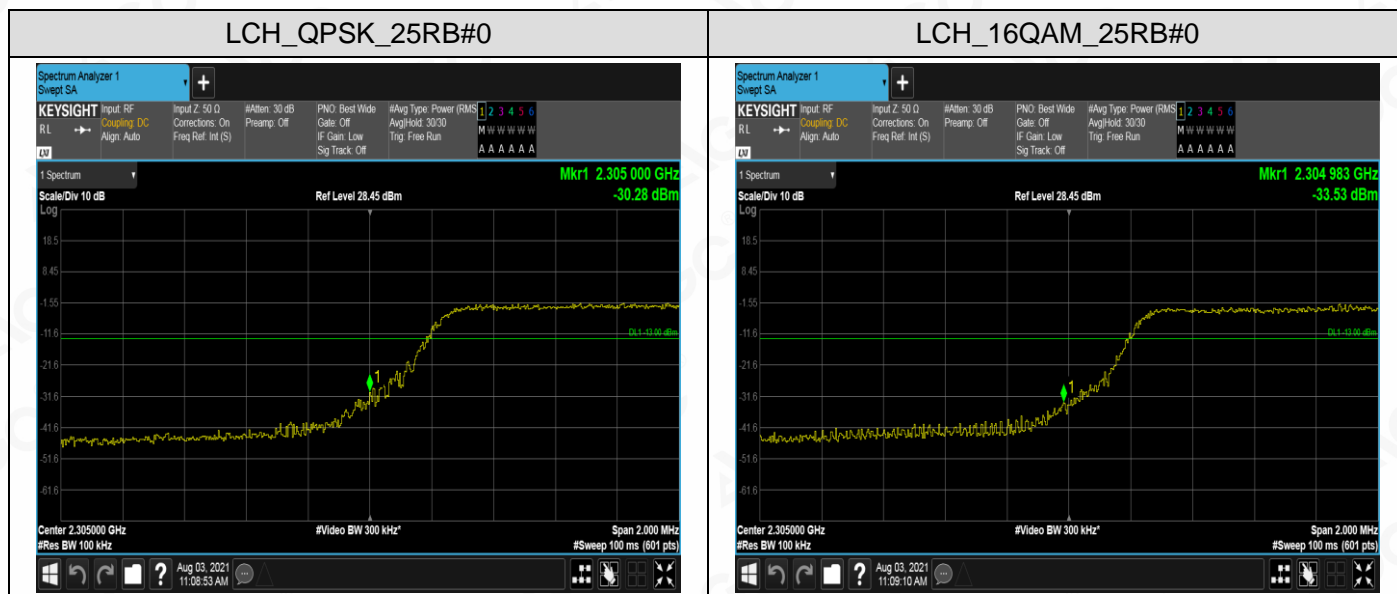 LCH_QPSK_25RB#0
Spectrum Analyzer 1
Swept SA
+
KEYSIGHT
Input: RF
Input Z: 50 Ω
#Atten: 30 dB
PNO: Best Wide
#Avg Type: Power (RMS
1 2 3 4 5 6
RL
Coupling: DC
Corrections: On
Preamp: Off
Gate: Off
Avg|Hold: 30/30
M W W W W W
Align: Auto
Freq Ref: Int (S)
IF Gain: Low
Trig: Free Run
Sig Track: Off
A A A A A A
LXI
1 Spectrum
Mkr1 2.305 000 GHz
Scale/Div 10 dB
Ref Level 28.45 dBm
-30.28 dBm
Log
18.5
8.45
-1.55
-11.6
DL1 -13.00 dBm
-21.6
1
-31.6
-41.6
-51.6
-61.6
Center 2.305000 GHz
#Video BW 300 kHz*
Span 2.000 MHz
#Res BW 100 kHz
#Sweep 100 ms (601 pts)
?
Aug 03, 2021
11:08:53 AM
LCH_16QAM_25RB#0
Spectrum Analyzer 1
Swept SA
+
KEYSIGHT
Input: RF
Input Z: 50 Ω
#Atten: 30 dB
PNO: Best Wide
#Avg Type: Power (RMS
1 2 3 4 5 6
RL
Coupling: DC
Corrections: On
Preamp: Off
Gate: Off
Avg|Hold: 30/30
M W W W W W
Align: Auto
Freq Ref: Int (S)
IF Gain: Low
Trig: Free Run
Sig Track: Off
A A A A A A
LXI
1 Spectrum
Mkr1 2.304 983 GHz
Scale/Div 10 dB
Ref Level 28.45 dBm
-33.53 dBm
Log
18.5
8.45
-1.55
-11.6
DL1 -13.00 dBm
-21.6
1
-31.6
-41.6
-51.6
-61.6
Center 2.305000 GHz
#Video BW 300 kHz*
Span 2.000 MHz
#Res BW 100 kHz
#Sweep 100 ms (601 pts)
?
Aug 03, 2021
11:09:10 AM